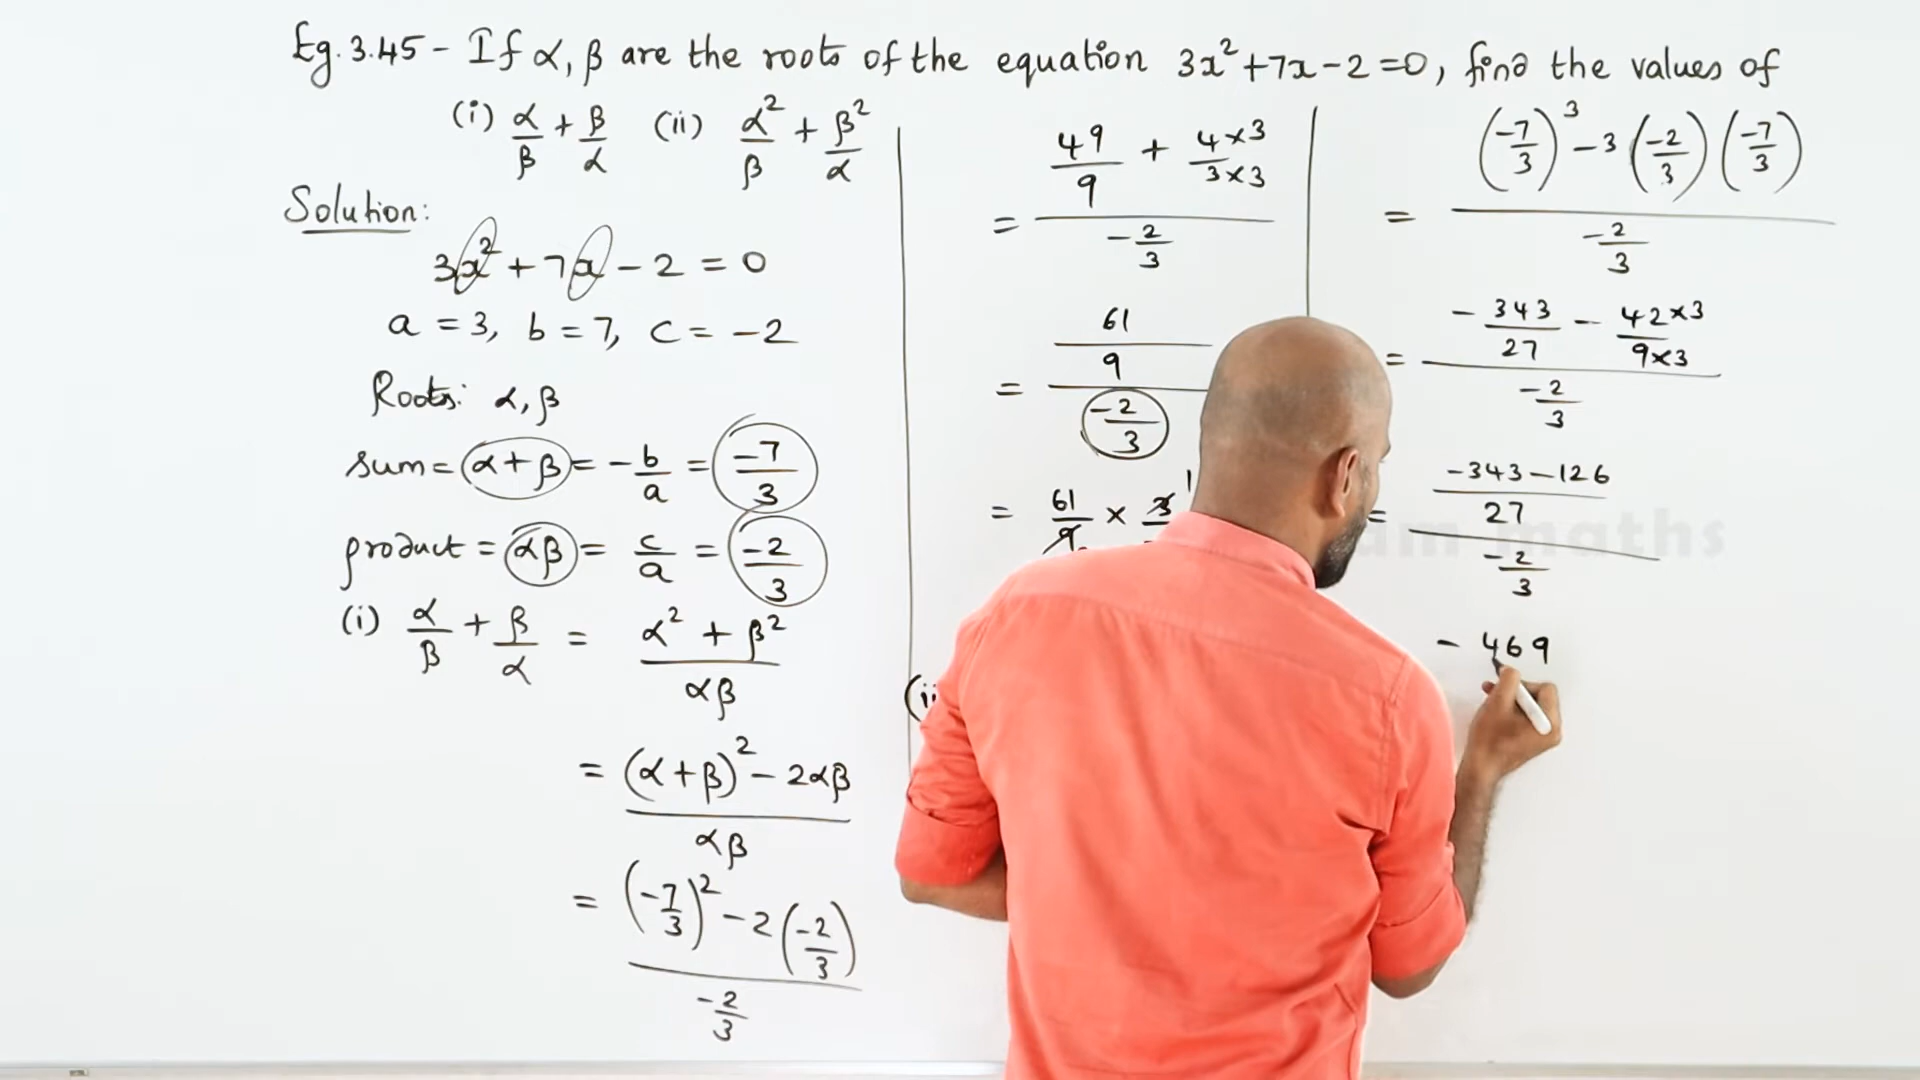 Eg. 3.45 - If α, β are the roots of the equation 3x² + 7x - 2 = 0, find the values of
(i) α/β + β/α (ii) α²/β + β²/α
Solution:
3x² + 7x - 2 = 0
a = 3, b = 7, c = -2
Roots: α, β
sum = α + β = -b/a = -7/3
product = αβ = c/a = -2/3
(i) α/β + β/α = (α² + β²)/(αβ)
= ((α + β)² - 2αβ)/(αβ)
= ((-7/3)² - 2(-2/3))/(-2/3)
= (49/9 + (4×3)/(3×3))/(-2/3)
= (61/9)/(-2/3)
= 61/9 × 3
= ((-7/3)³ - 3(-2/3)(-7/3))/(-2/3)
= (-343/27 - (42×3)/(9×3))/(-2/3)
= ((-343-126)/27)/(-2/3)
- 469
am maths